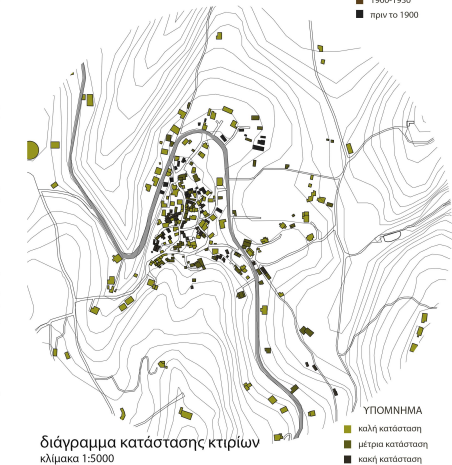 1900-1930
πριν το 1900
ΥΠΟΜΝΗΜΑ
καλή κατάσταση
μέτρια κατάσταση
κακή κατάσταση
διάγραμμα κατάστασης κτιρίων
κλίμακα 1:5000